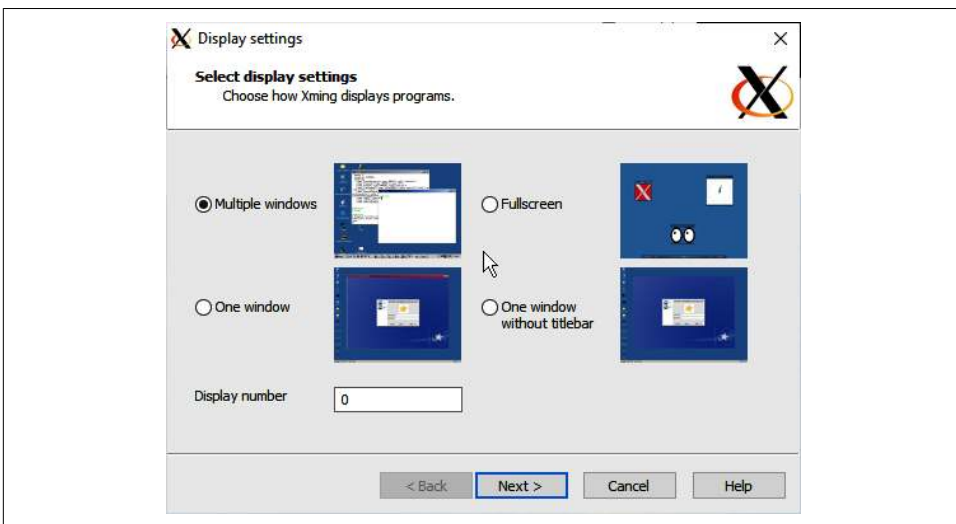 Display settings
Select display settings
Choose how Xming displays programs.
Multiple windows
Fullscreen
One window
One window
without titlebar
Display number
0
< Back
Next >
Cancel
Help